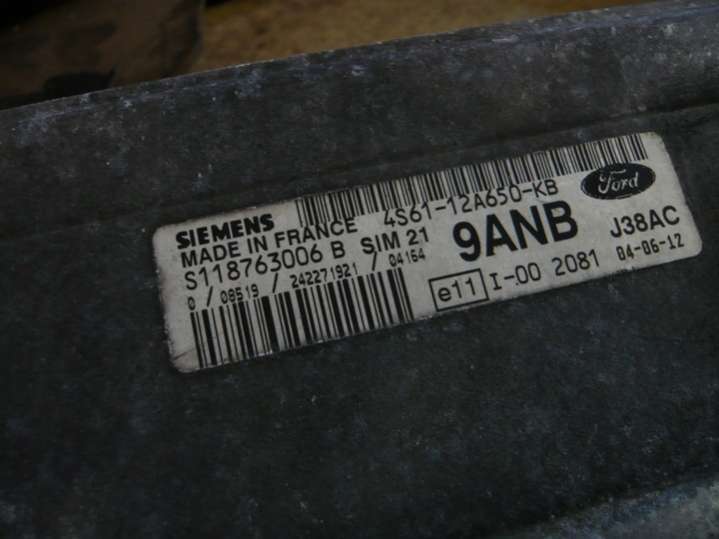 4S61-12A650-KB
Ford
SIEMENS
MADE IN FRANCE
S118763006 B SIM 21
9ANB
J38AC
0 / 08519 / 242271921 / 04164
e11 I-00 2081 04-06-12